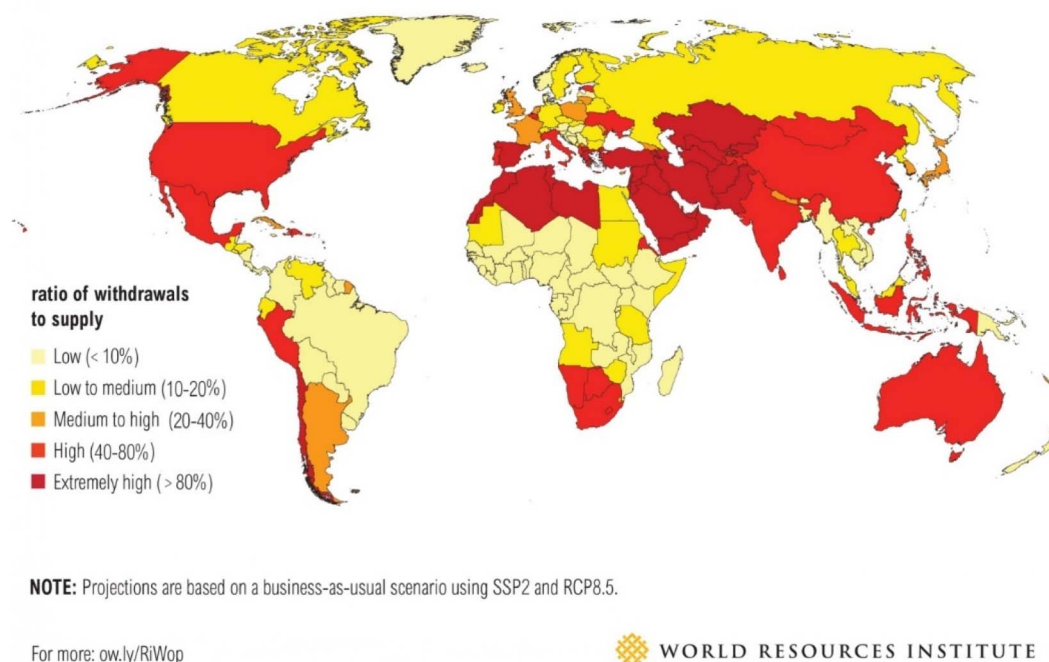 ratio of withdrawals
to supply
Low (< 10%)
Low to medium (10-20%)
Medium to high (20-40%)
High (40-80%)
Extremely high (> 80%)
NOTE: Projections are based on a business-as-usual scenario using SSP2 and RCP8.5.
For more: ow.ly/RiWop
WORLD RESOURCES INSTITUTE